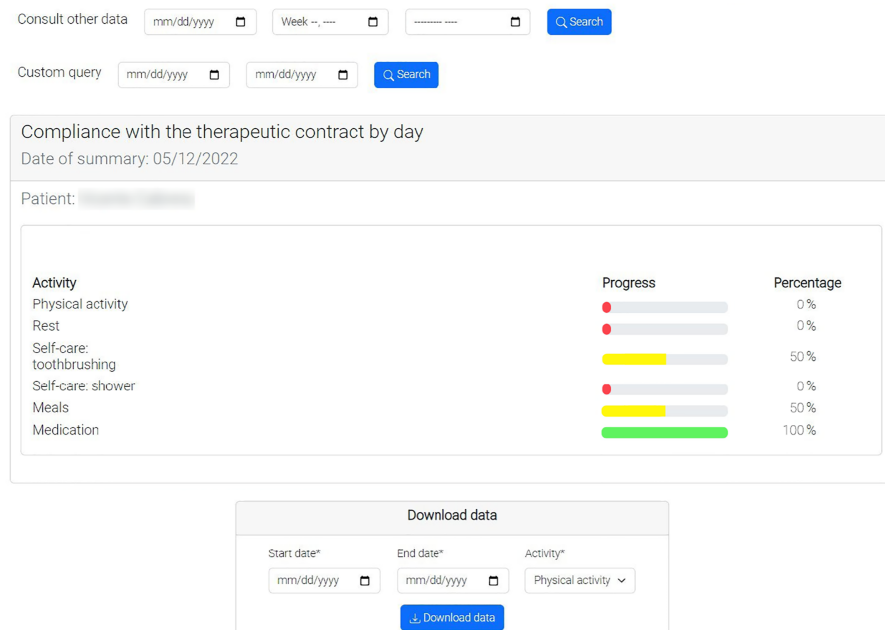 Consult other data mm/dd/yyyy Week --, ---- --------- ---- Search
Custom query mm/dd/yyyy mm/dd/yyyy Search
Compliance with the therapeutic contract by day
Date of summary: 05/12/2022
Patient:
Activity Progress Percentage
Physical activity 0 %
Rest 0 %
Self-care:
toothbrushing 50 %
Self-care: shower 0 %
Meals 50 %
Medication 100 %
Download data
Start date* End date* Activity*
mm/dd/yyyy mm/dd/yyyy Physical activity
Download data